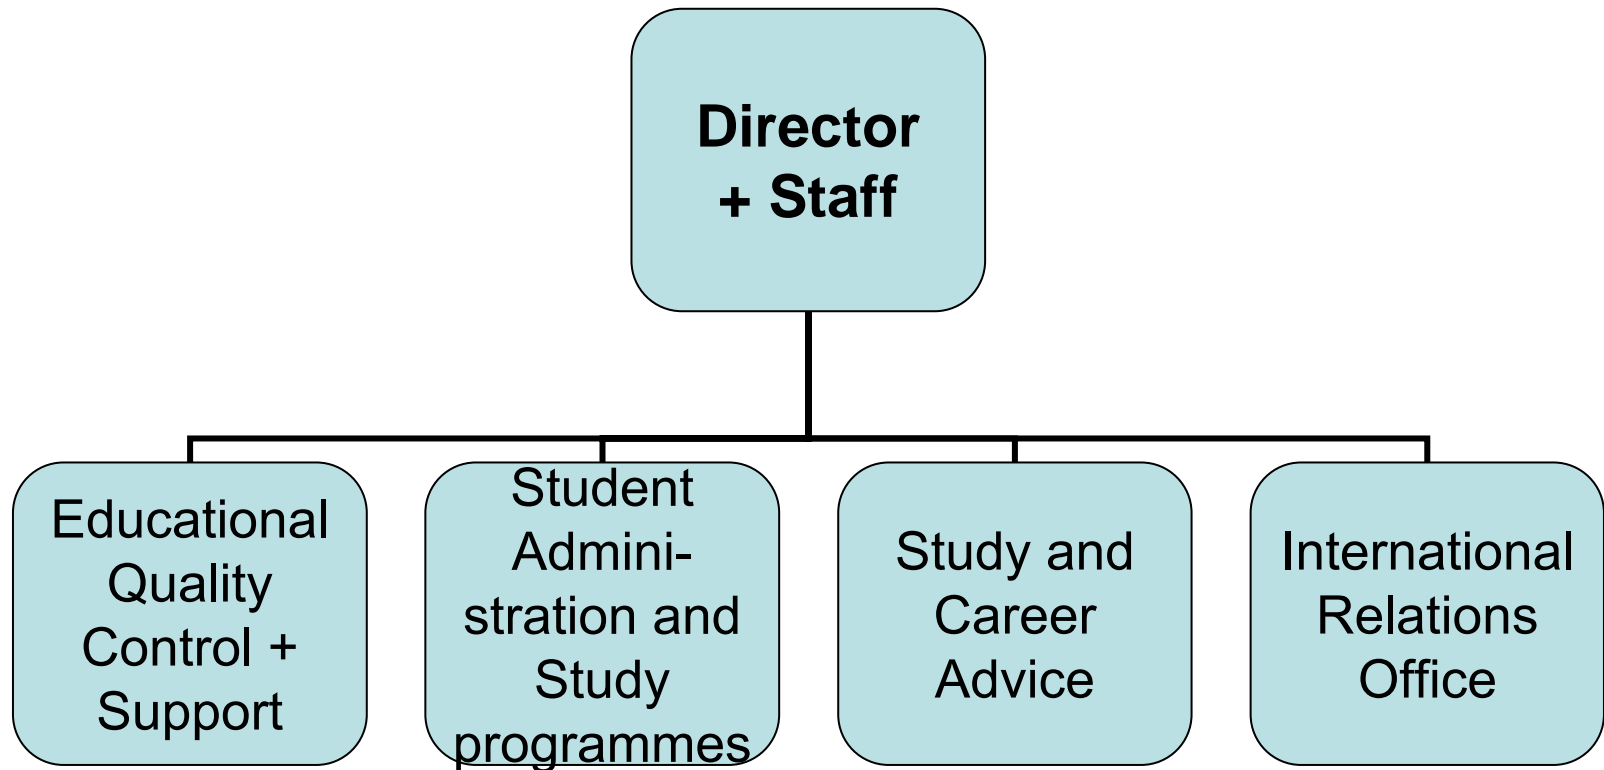 Director
+ Staff
Educational
Quality
Control +
Support
Student
Admini-
stration and
Study
programmes
Study and
Career
Advice
International
Relations
Office